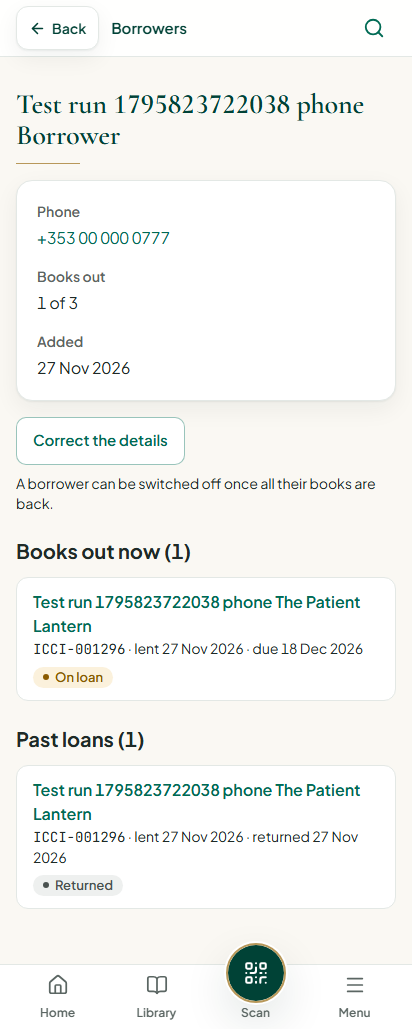 Back
Borrowers
Test run 1795823722038 phone
Borrower
Phone
+353 00 000 0777
Books out
1 of 3
Added
27 Nov 2026
Correct the details
A borrower can be switched off once all their books are
back.
Books out now (1)
Test run 1795823722038 phone The Patient
Lantern
ICCI-001296 · lent 27 Nov 2026 · due 18 Dec 2026
On loan
Past loans (1)
Test run 1795823722038 phone The Patient
Lantern
ICCI-001296 · lent 27 Nov 2026 · returned 27 Nov
2026
Returned
Home
Library
Scan
Menu